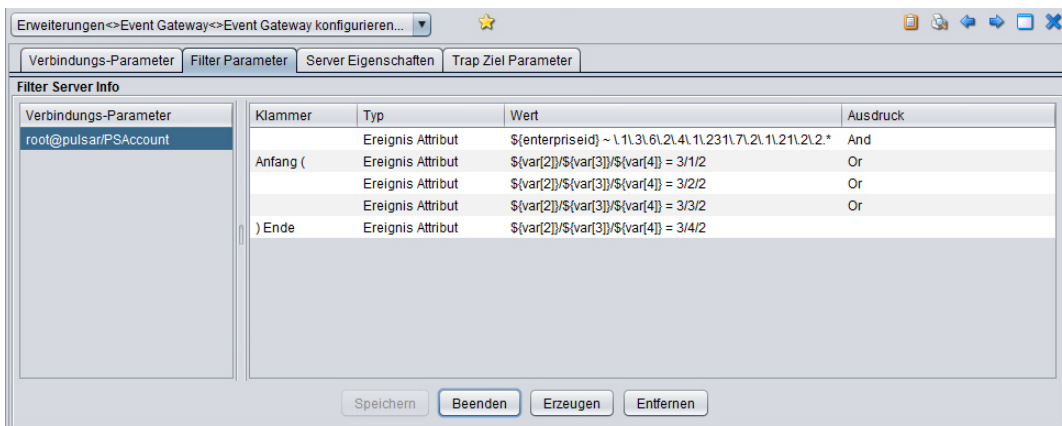 Erweiterungen<>Event Gateway<>Event Gateway konfigurieren...
Verbindungs-Parameter Filter Parameter Server Eigenschaften Trap Ziel Parameter
Filter Server Info
Verbindungs-Parameter Klammer Typ Wert Ausdruck
root@pulsar/PSAccount Ereignis Attribut ${enterpriseid} ~ \.1\.3\.6\.2\.4\.1\.231\.7\.2\.1\.21\.2\.2.* And
Anfang ( Ereignis Attribut ${var[2]}/${var[3]}/${var[4]} = 3/1/2 Or
Ereignis Attribut ${var[2]}/${var[3]}/${var[4]} = 3/2/2 Or
Ereignis Attribut ${var[2]}/${var[3]}/${var[4]} = 3/3/2 Or
) Ende Ereignis Attribut ${var[2]}/${var[3]}/${var[4]} = 3/4/2
Speichern Beenden Erzeugen Entfernen